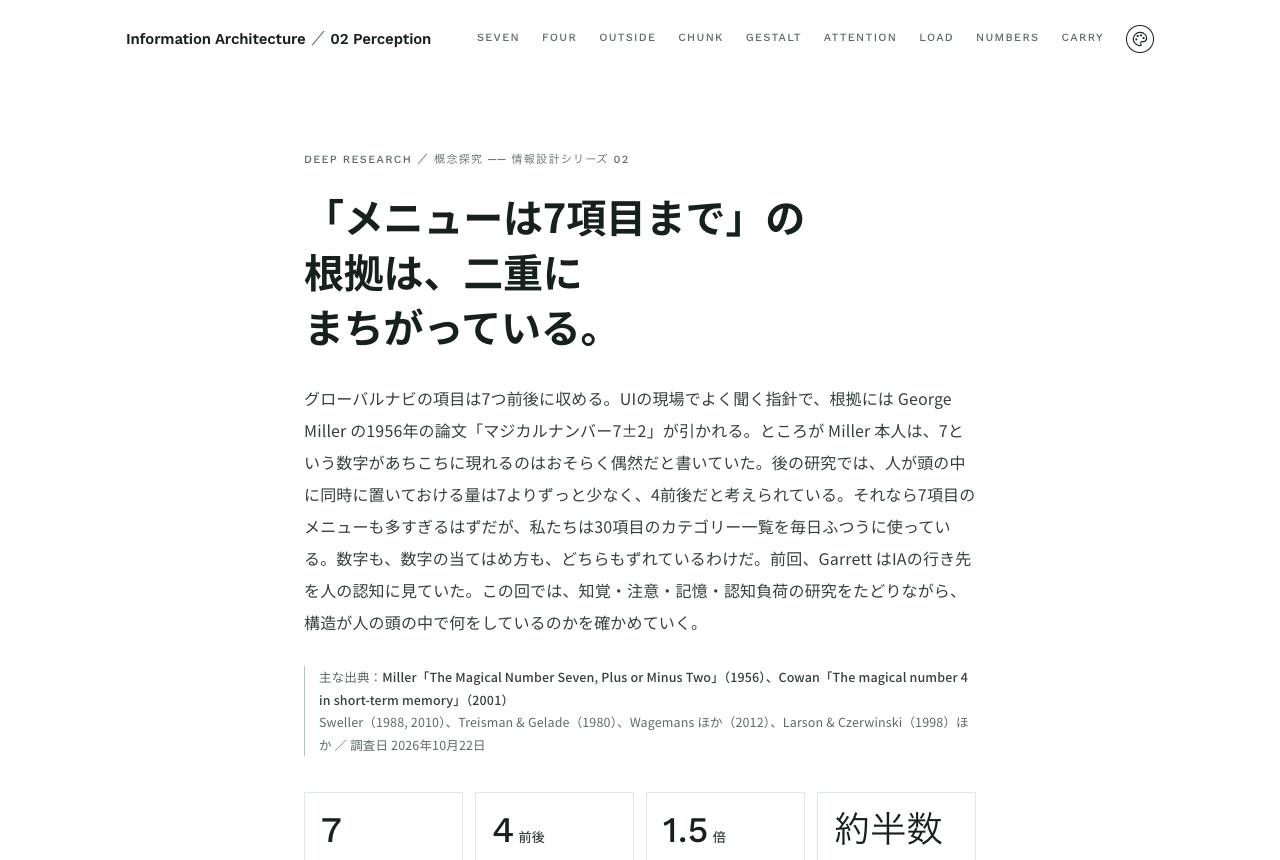 Information Architecture ／ 02 Perception
SEVEN FOUR OUTSIDE CHUNK GESTALT ATTENTION LOAD NUMBERS CARRY
DEEP RESEARCH ／ 概念探究 —— 情報設計シリーズ 02
「メニューは7項目まで」の
根拠は、二重に
まちがっている。
グローバルナビの項目は7つ前後に収める。UIの現場でよく聞く指針で、根拠には George
Miller の1956年の論文「マジカルナンバー7±2」が引かれる。ところが Miller 本人は、7と
いう数字があちこちに現れるのはおそらく偶然だと書いていた。後の研究では、人が頭の中
に同時に置いておける量は7よりずっと少なく、4前後だと考えられている。それなら7項目の
メニューも多すぎるはずだが、私たちは30項目のカテゴリー一覧を毎日ふつうに使ってい
る。数字も、数字の当てはめ方も、どちらもずれているわけだ。前回、Garrett はIAの行き先
を人の認知に見ていた。この回では、知覚・注意・記憶・認知負荷の研究をたどりながら、
構造が人の頭の中で何をしているのかを確かめていく。
主な出典：Miller「The Magical Number Seven, Plus or Minus Two」（1956）、Cowan「The magical number 4
in short-term memory」（2001）
Sweller（1988, 2010）、Treisman & Gelade（1980）、Wagemans ほか（2012）、Larson & Czerwinski（1998）ほ
か ／ 調査日 2026年10月22日
7
4 前後
1.5 倍
約半数